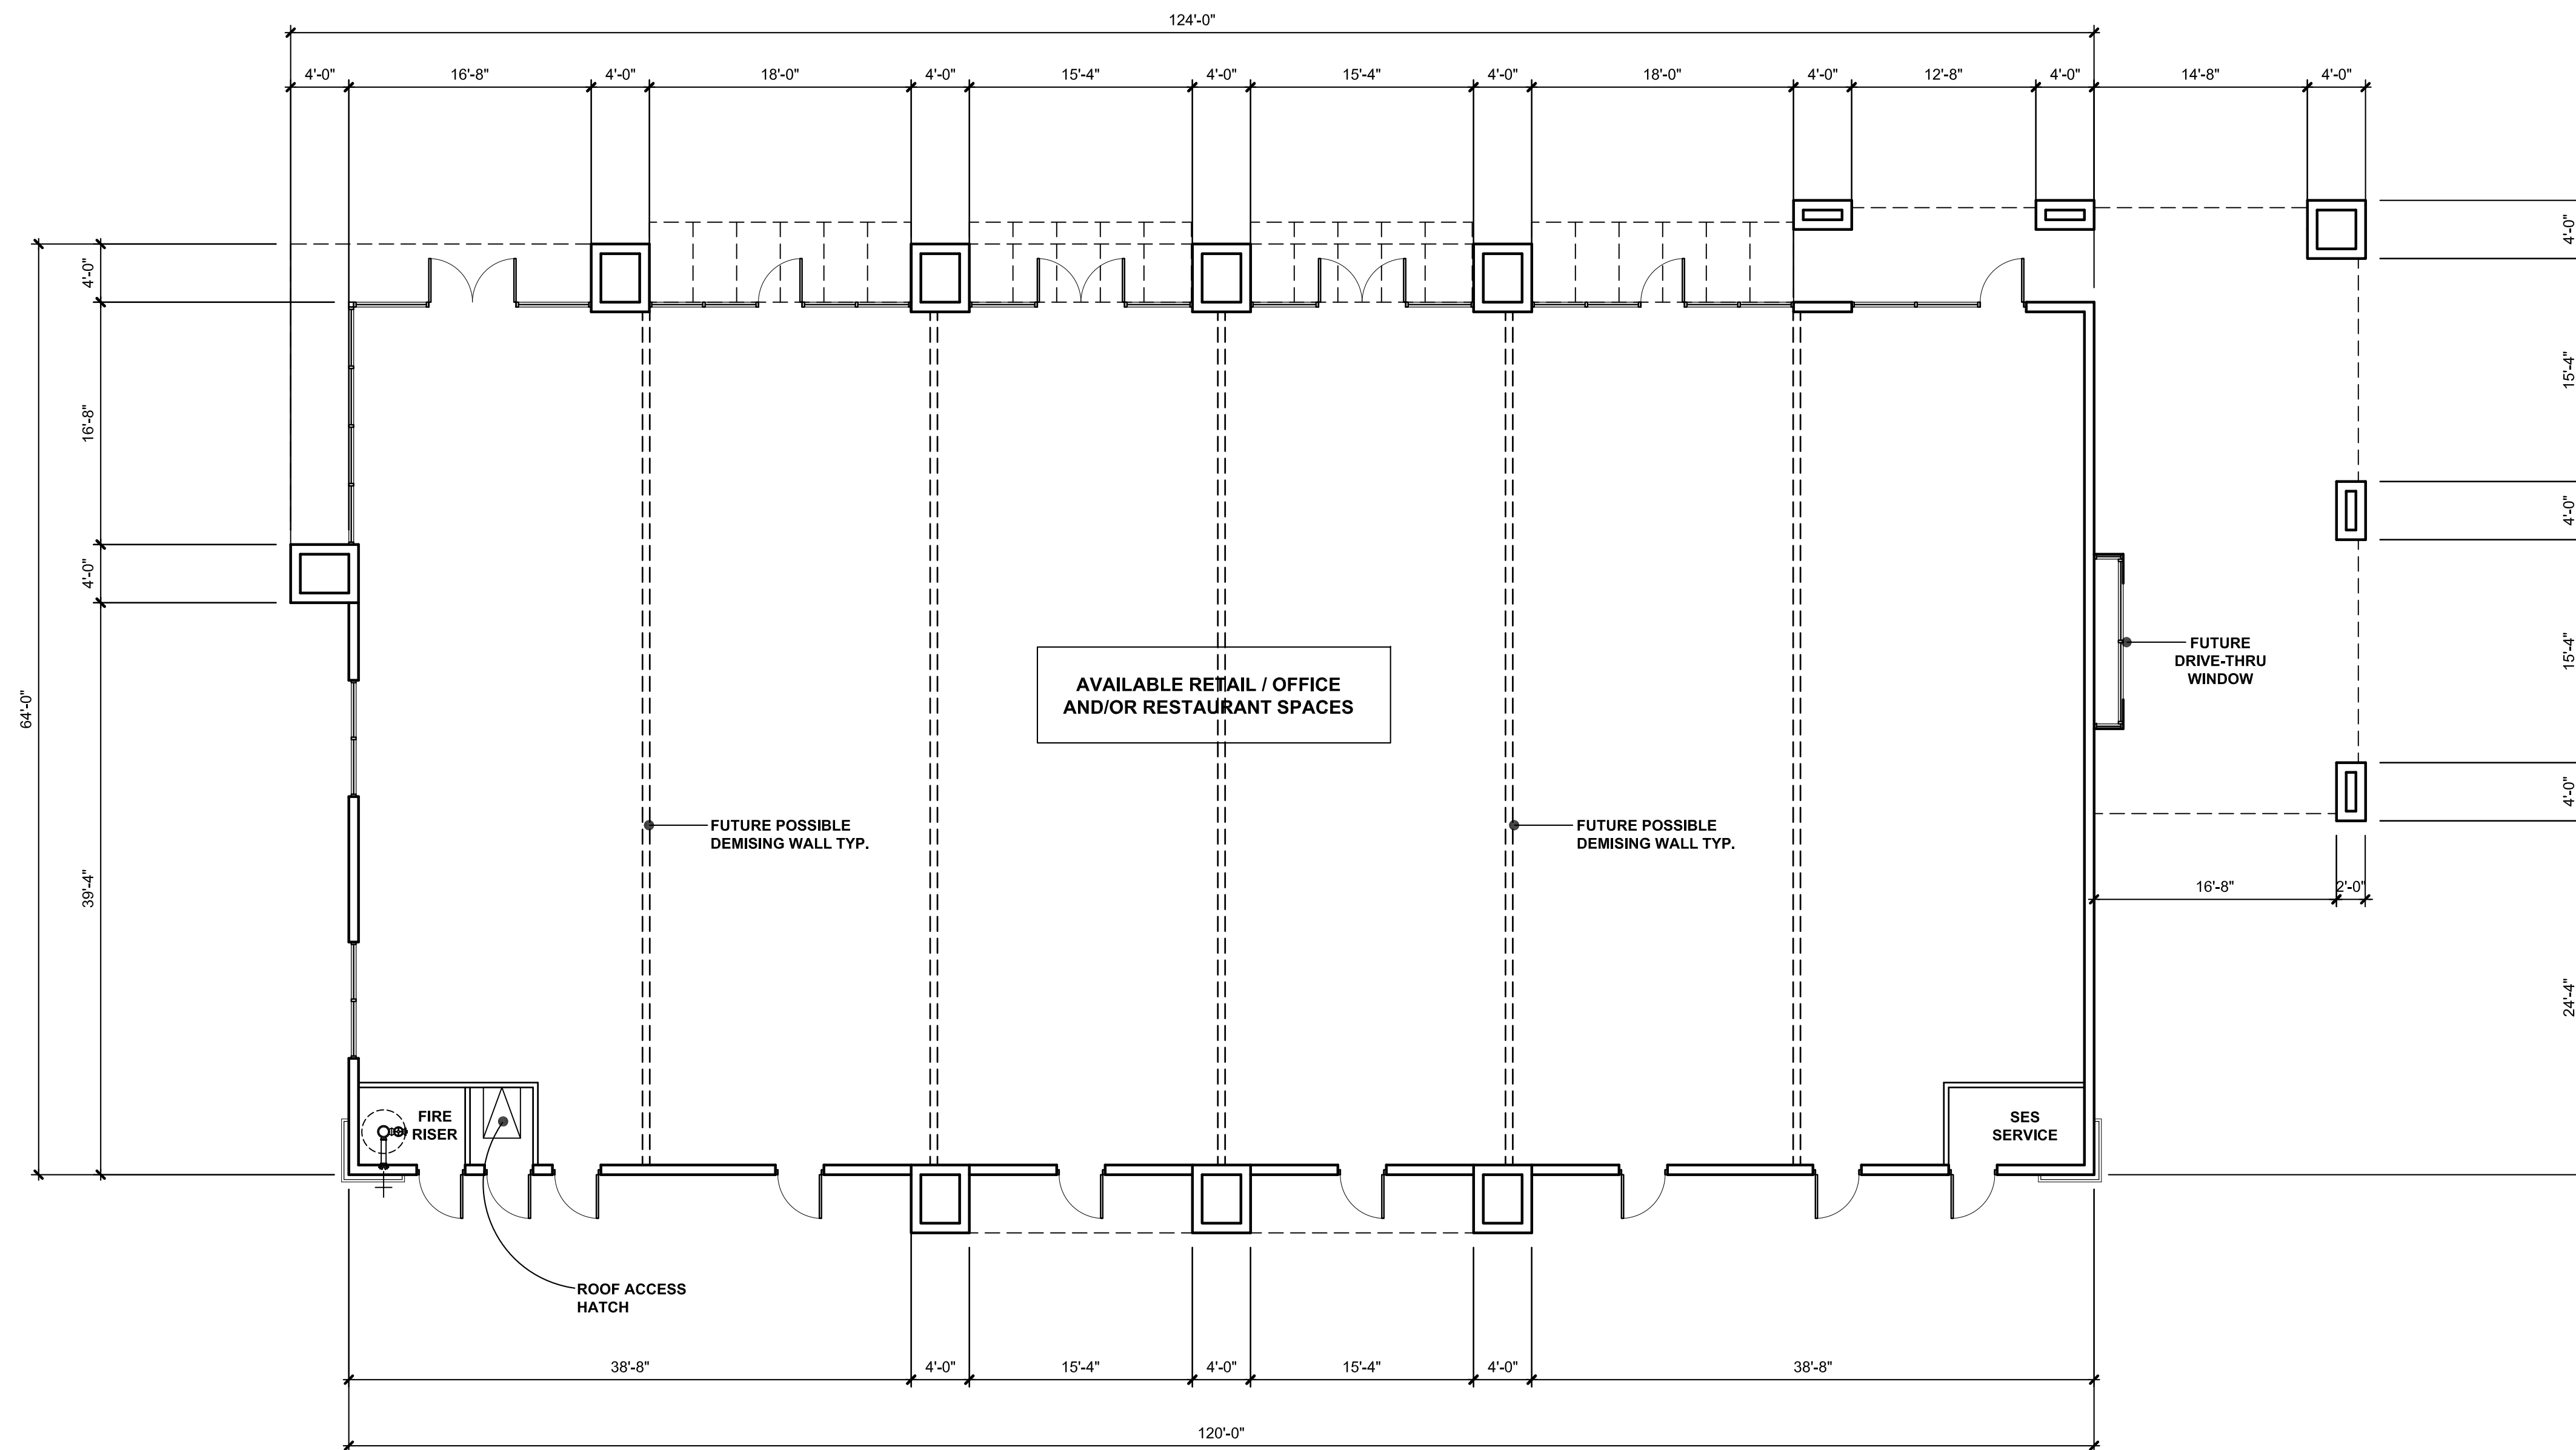 124'-0"
4'-0" 16'-8" 4'-0" 18'-0" 4'-0" 15'-4" 4'-0" 15'-4" 4'-0" 18'-0" 4'-0" 12'-8" 4'-0" 14'-8" 4'-0"
64'-0"
4'-0"
16'-8"
4'-0"
39'-4"
4'-0"
15'-4"
4'-0"
15'-4"
4'-0"
24'-4"
AVAILABLE RETAIL / OFFICE
AND/OR RESTAURANT SPACES
FUTURE
DRIVE-THRU
WINDOW
FUTURE POSSIBLE
DEMISING WALL TYP.
FUTURE POSSIBLE
DEMISING WALL TYP.
16'-8" 2'-0"
FIRE
RISER
SES
SERVICE
ROOF ACCESS
HATCH
38'-8" 4'-0" 15'-4" 4'-0" 15'-4" 4'-0" 38'-8"
120'-0"